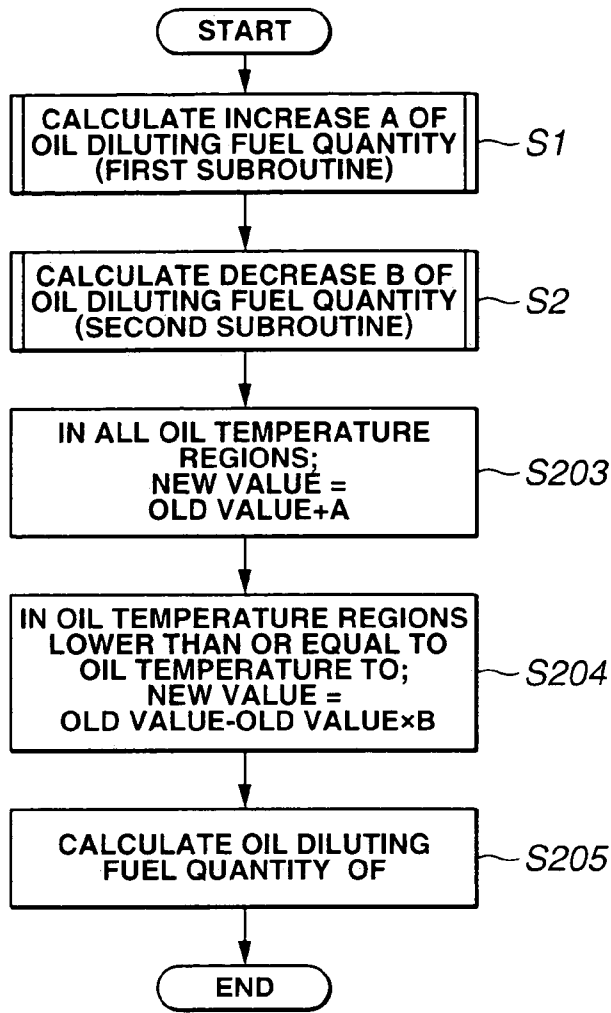 START
CALCULATE INCREASE A OF
OIL DILUTING FUEL QUANTITY
(FIRST SUBROUTINE)
S1
CALCULATE DECREASE B OF
OIL DILUTING FUEL QUANTITY
(SECOND SUBROUTINE)
S2
IN ALL OIL TEMPERATURE
REGIONS;
NEW VALUE =
OLD VALUE+A
S203
IN OIL TEMPERATURE REGIONS
LOWER THAN OR EQUAL TO
OIL TEMPERATURE TO;
NEW VALUE =
OLD VALUE-OLD VALUE×B
S204
CALCULATE OIL DILUTING
FUEL QUANTITY OF
S205
END